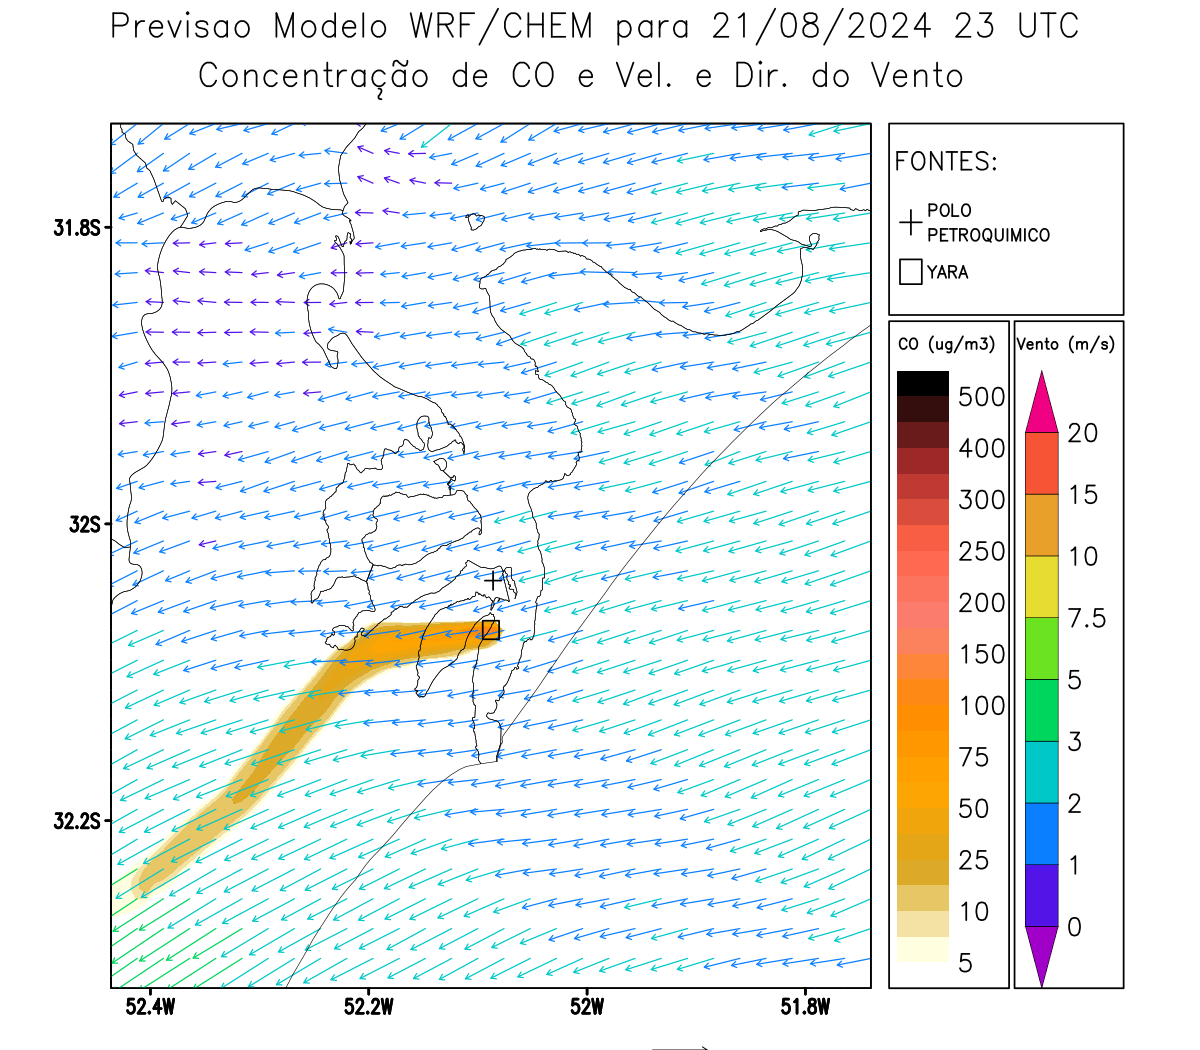 Previsao Modelo WRF/CHEM para 21/08/2024 23 UTC
Concentração de CO e Vel. e Dir. do Vento
FONTES:
POLO
PETROQUIMICO
YARA
CO (ug/m3)
500
400
300
250
200
150
100
75
50
25
10
5
Vento (m/s)
20
15
10
7.5
5
3
2
1
0
31.8S
32S
32.2S
52.4W 52.2W 52W 51.8W